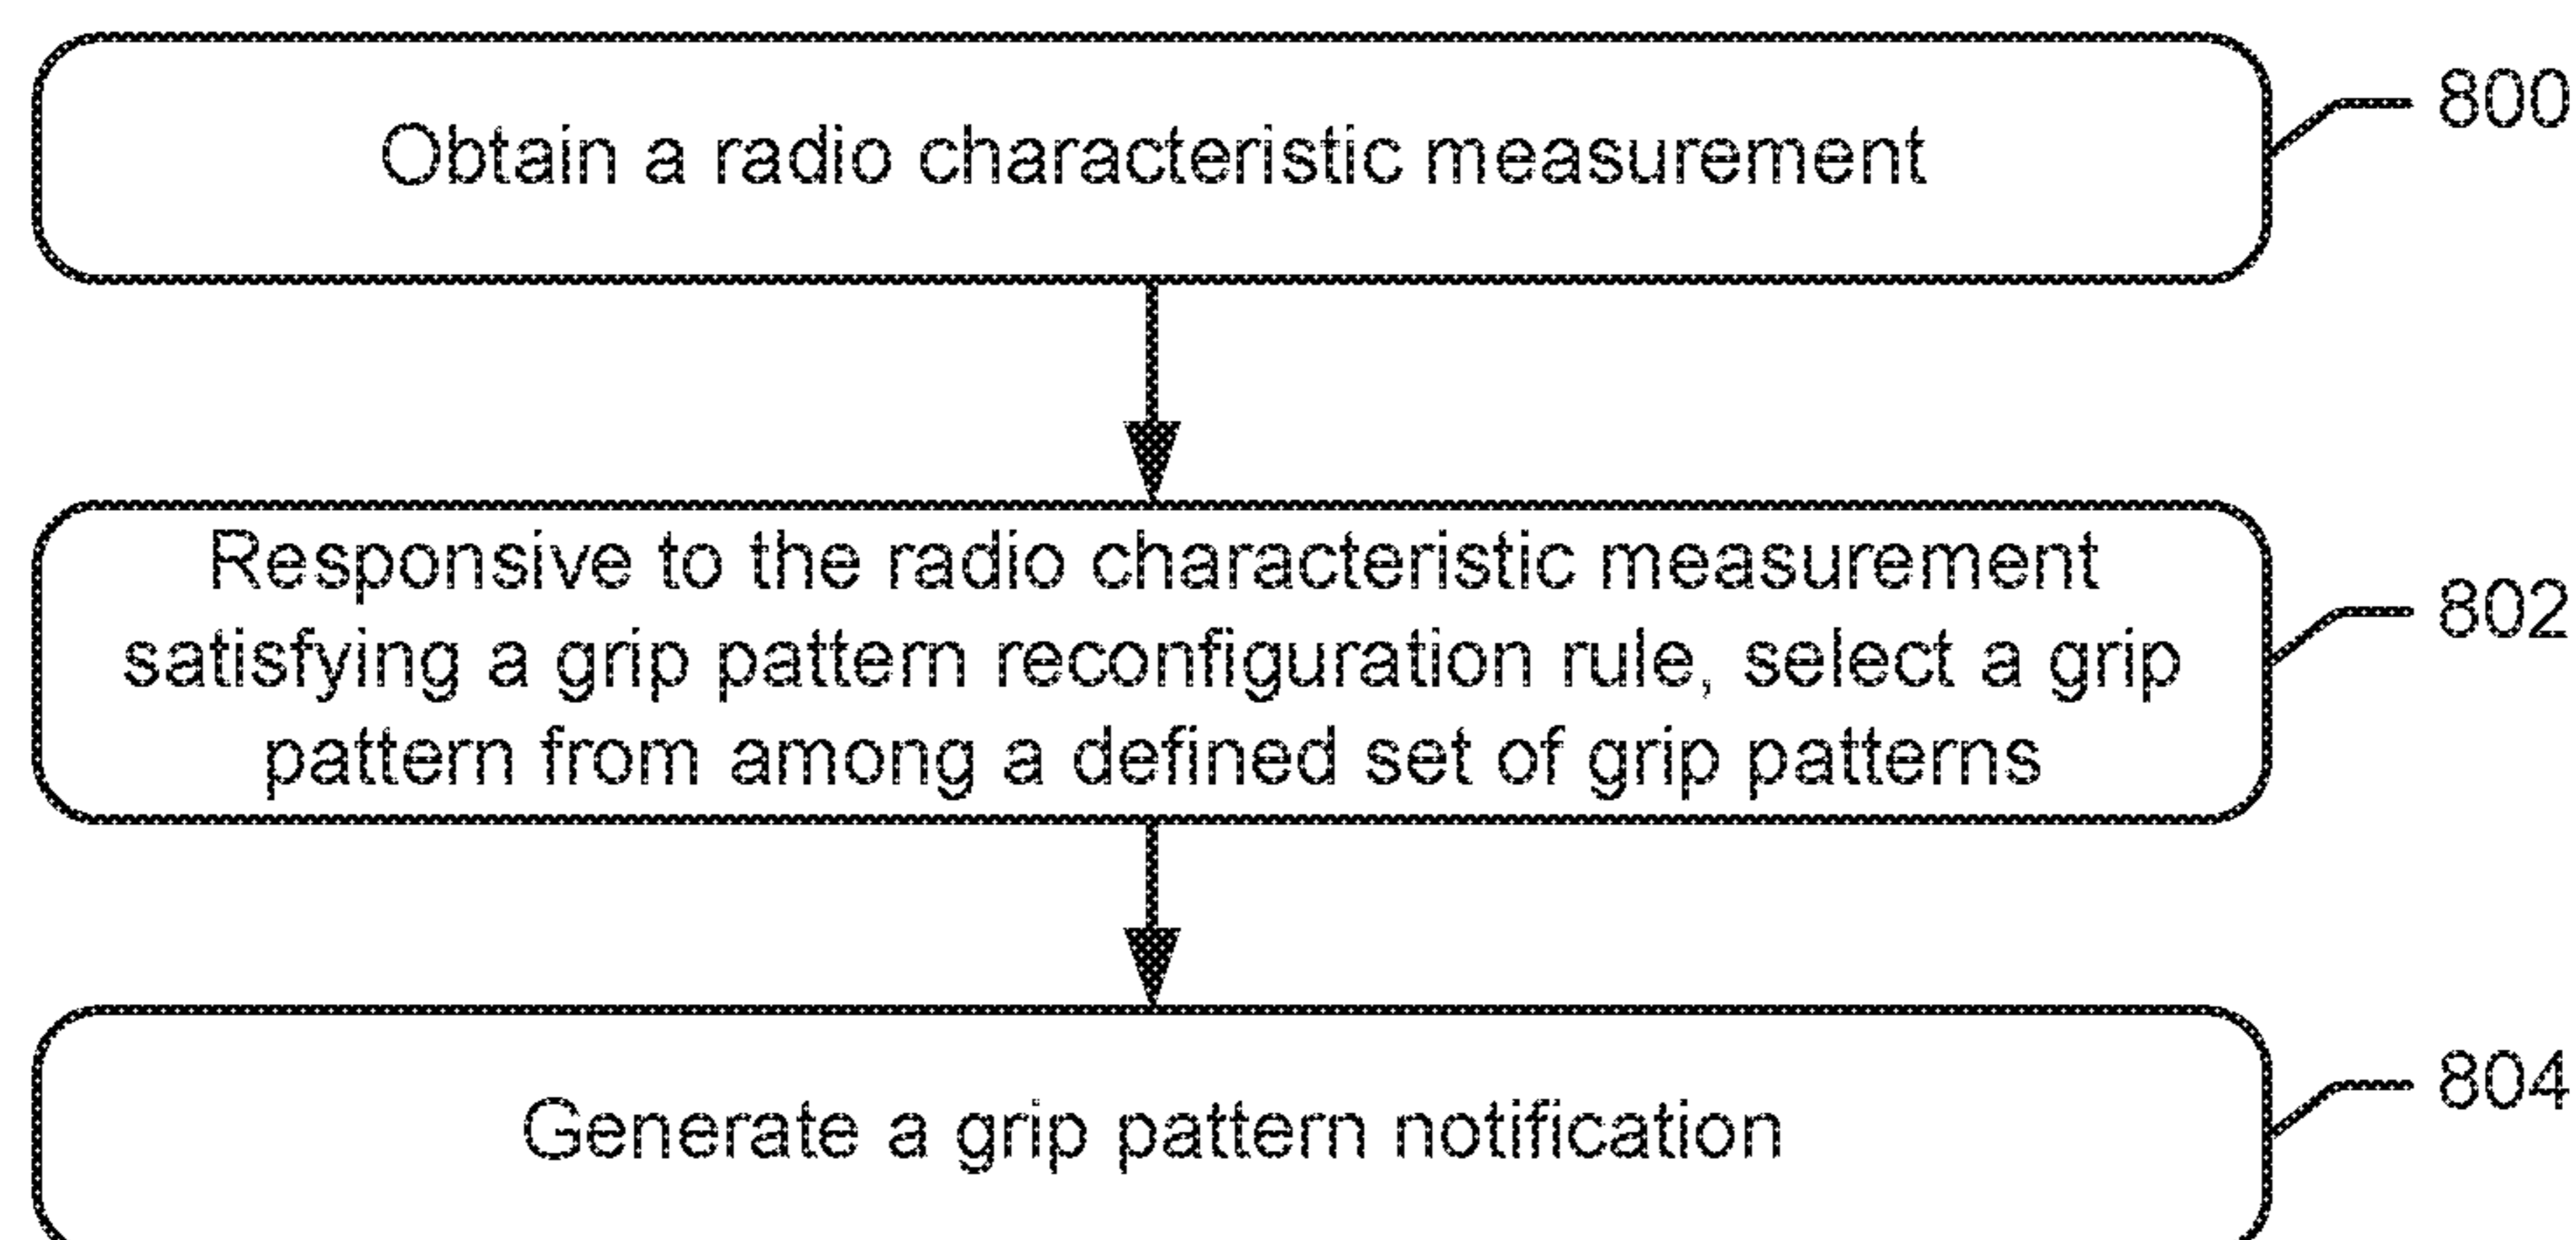 Obtain a radio characteristic measurement
800
Responsive to the radio characteristic measurement
satisfying a grip pattern reconfiguration rule, select a grip
pattern from among a defined set of grip patterns
802
Generate a grip pattern notification
804